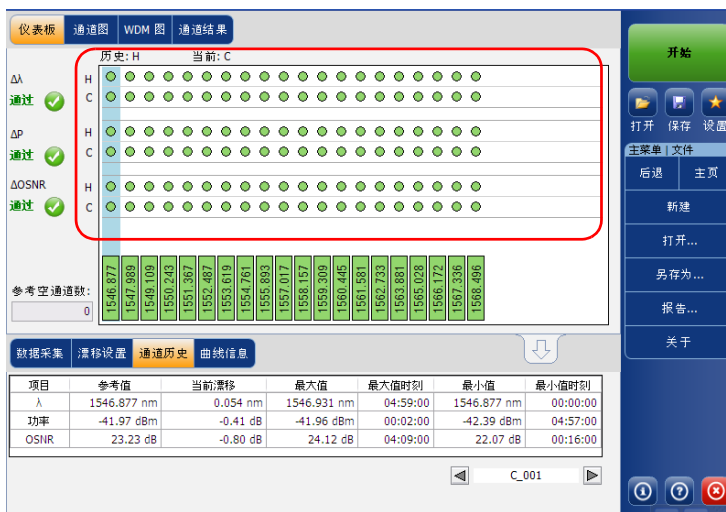 仪表板 通道图 WDM 图 通道结果
历史: H 当前: C
Δλ H
通过 C
ΔP H
通过 C
ΔOSNR H
通过 C
参考空通道数:
0
1546.877 1547.989 1549.109 1550.243 1551.367 1552.487 1553.619 1554.761 1555.893 1557.017 1558.157 1559.309 1560.445 1561.581 1562.733 1563.881 1565.028 1566.172 1567.336 1568.496
数据采集 漂移设置 通道历史 曲线信息
项目 参考值 当前漂移 最大值 最大值时刻 最小值 最小值时刻
λ 1546.877 nm 0.054 nm 1546.931 nm 04:59:00 1546.877 nm 00:00:00
功率 -41.97 dBm -0.41 dB -41.96 dBm 00:02:00 -42.39 dBm 04:57:00
OSNR 23.23 dB -0.80 dB 24.12 dB 04:09:00 22.07 dB 00:16:00
C_001
开始
打开 保存 设置
主菜单 | 文件
后退 主页
新建
打开...
另存为...
报告...
关于